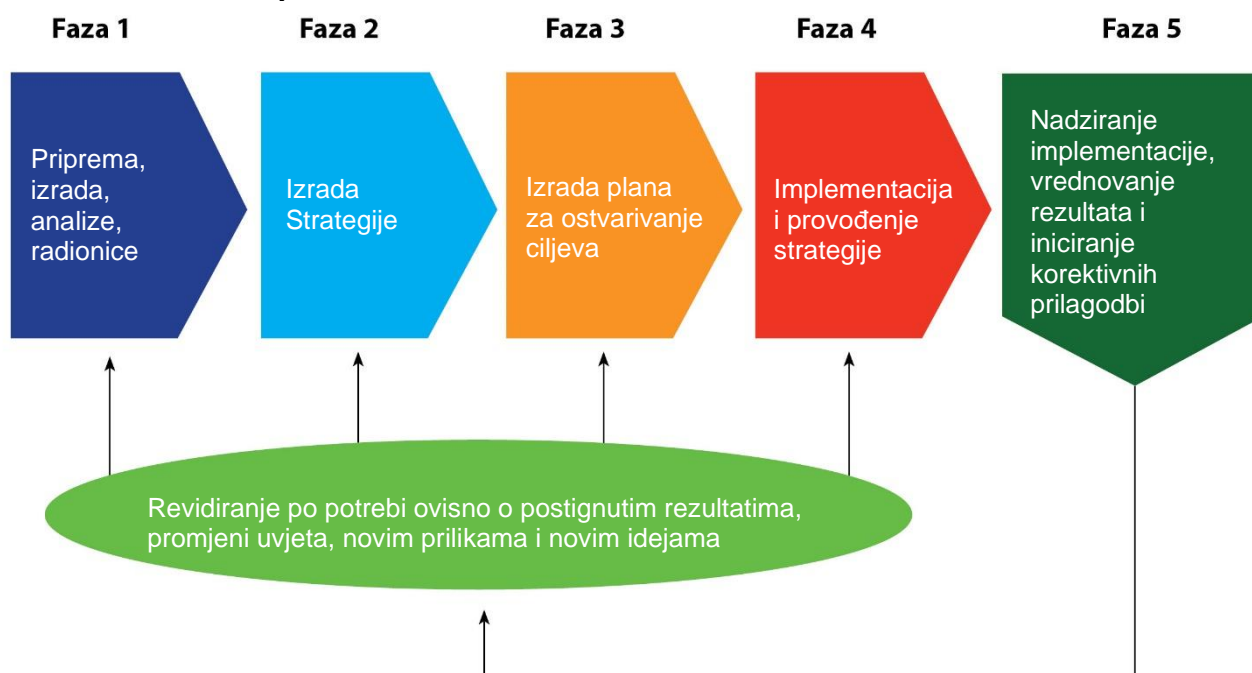 Faza 1
Faza 2
Faza 3
Faza 4
Faza 5
Priprema,
izrada,
analize,
radionice
Izrada
Strategije
Izrada plana
za ostvarivanje
ciljeva
Implementacija
i provođenje
strategije
Nadziranje
implementacije,
vrednovanje
rezultata i
iniciranje
korektivnih
prilagodbi
Revidiranje po potrebi ovisno o postignutim rezultatima,
promjeni uvjeta, novim prilikama i novim idejama